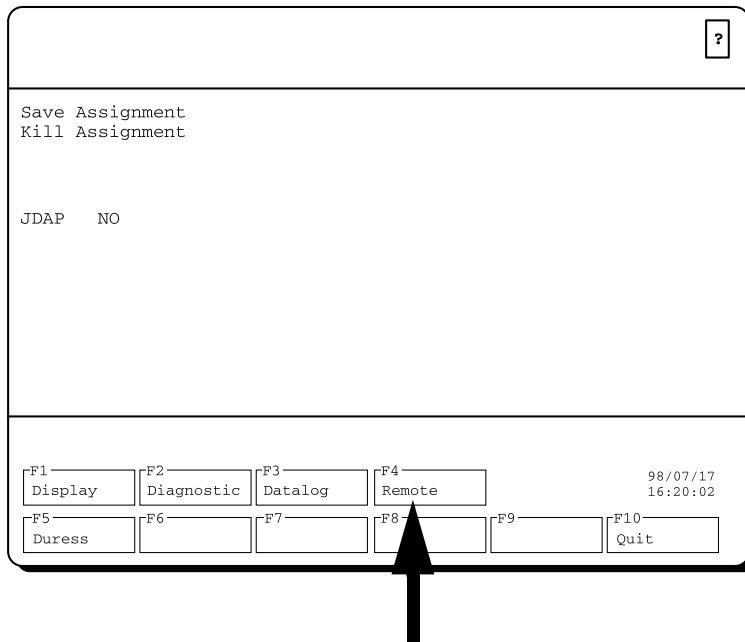 ?
Save Assignment
Kill Assignment
JDAP NO
F1 F2 F3 F4
Display Diagnostic Datalog Remote 98/07/17
16:20:02
F5 F6 F7 F8 F9 F10
Duress Quit